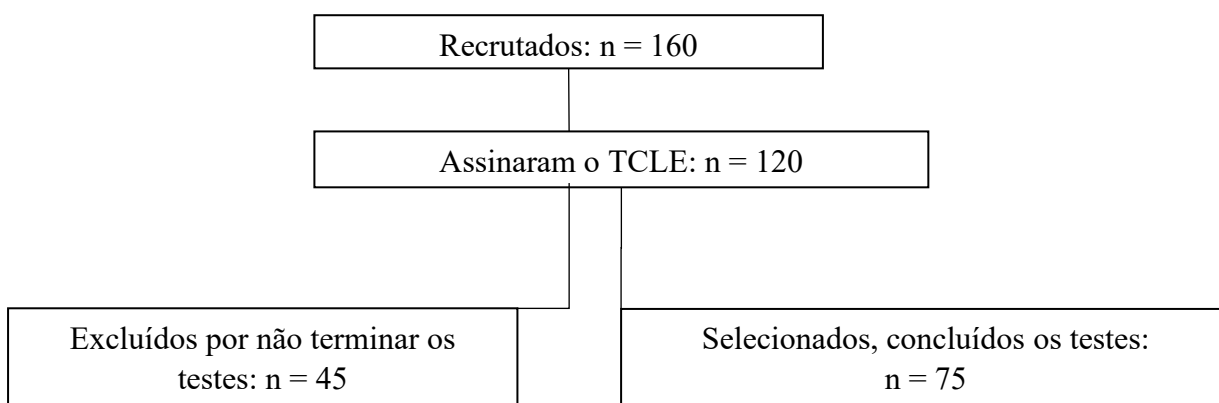 Recrutados: n = 160
Assinaram o TCLE: n = 120
Excluídos por não terminar os
testes: n = 45
Selecionados, concluídos os testes:
n = 75